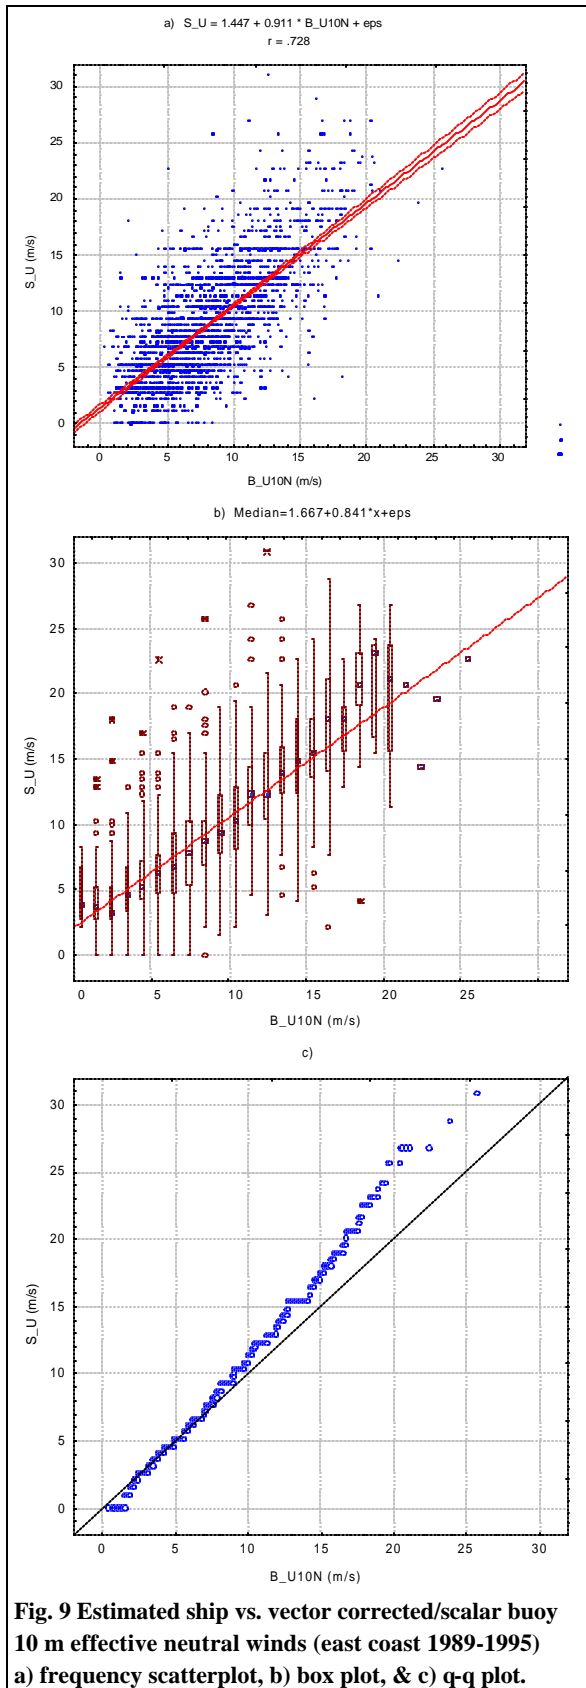 a) S_U = 1.447 + 0.911 * B_U10N + eps
r = .728
30
25
20
15
10
5
0
S_U (m/s)
0 5 10 15 20 25 30
B_U10N (m/s)
b) Median=1.667+0.841*x+eps
30
25
20
15
10
5
0
S_U (m/s)
0 5 10 15 20 25
B_U10N (m/s)
c)
30
25
20
15
10
5
0
S_U (m/s)
0 5 10 15 20 25 30
B_U10N (m/s)
Fig. 9 Estimated ship vs. vector corrected/scalar buoy
10 m effective neutral winds (east coast 1989-1995)
a) frequency scatterplot, b) box plot, & c) q-q plot.